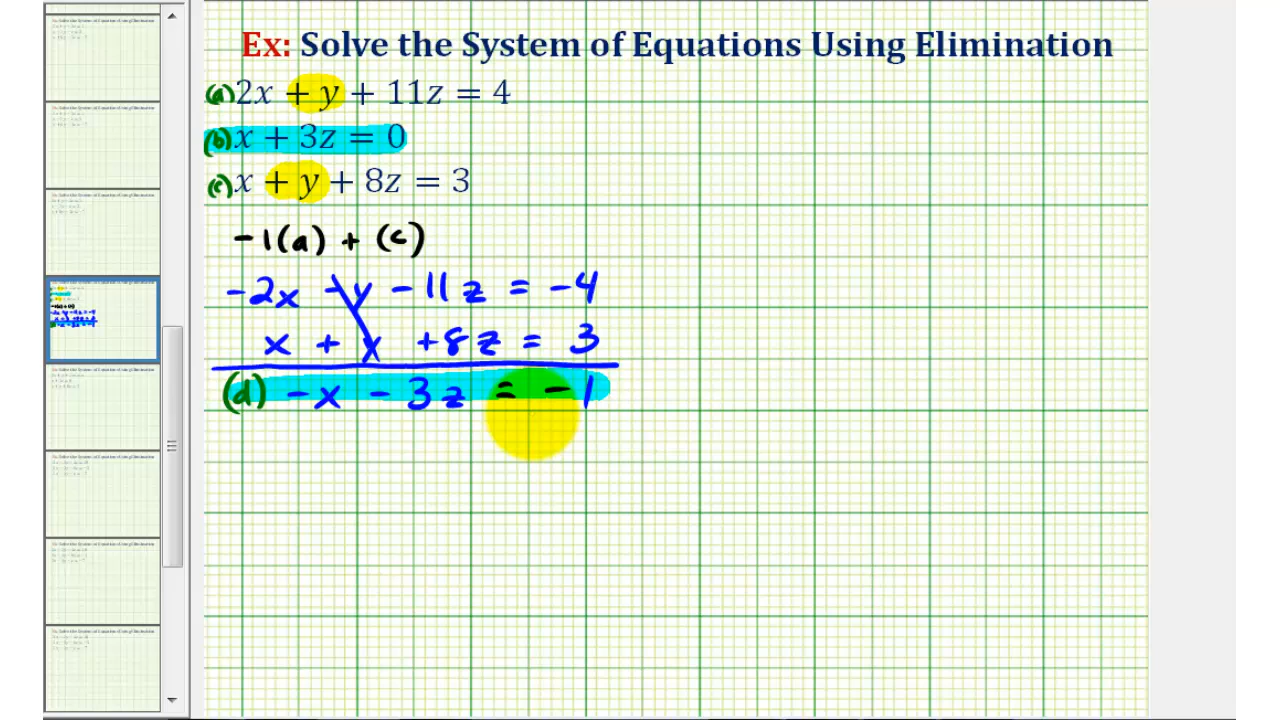 Ex: Solve the System of Equations Using Elimination
(a) 2x + y + 11z = 4
(b) x + 3z = 0
(c) x + y + 8z = 3
-1(a) + (c)
-2x - y - 11z = -4
x + y + 8z = 3
(d) -x - 3z = -1